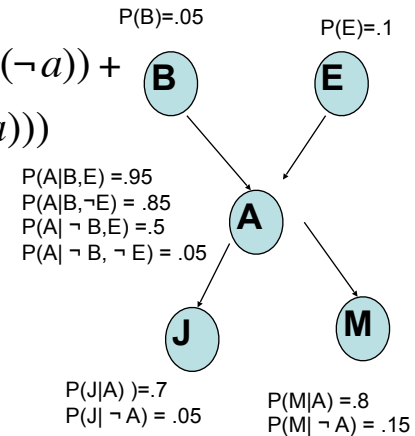 P(B)=.05
P(E)=.1
(¬a)) +
B
E
a)))
P(A|B,E) =.95
P(A|B,¬E) = .85
P(A| ¬ B,E) =.5
P(A| ¬ B, ¬ E) = .05
A
J
M
P(J|A) )=.7
P(J| ¬ A) = .05
P(M|A) =.8
P(M| ¬ A) = .15